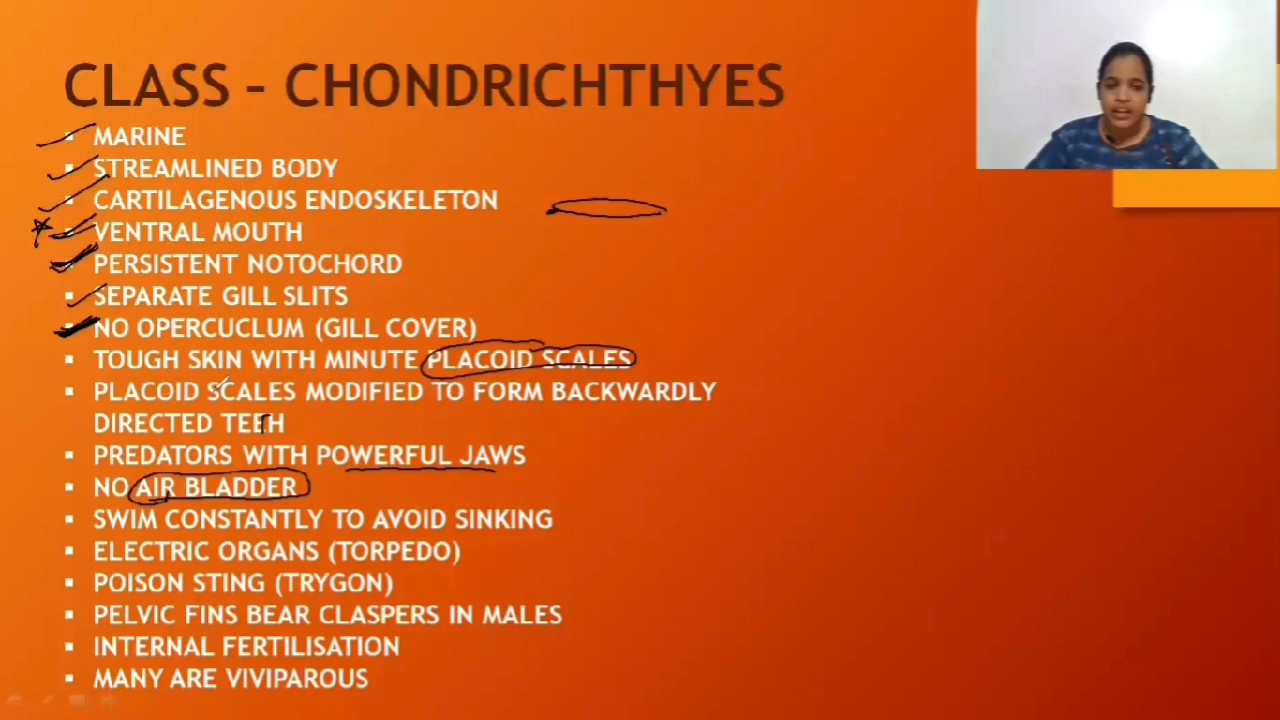 CLASS - CHONDRICHTHYES
▪ MARINE
▪ STREAMLINED BODY
▪ CARTILAGENOUS ENDOSKELETON
▪ VENTRAL MOUTH
▪ PERSISTENT NOTOCHORD
▪ SEPARATE GILL SLITS
▪ NO OPERCUCLUM (GILL COVER)
▪ TOUGH SKIN WITH MINUTE PLACOID SCALES
▪ PLACOID SCALES MODIFIED TO FORM BACKWARDLY
DIRECTED TEEH
▪ PREDATORS WITH POWERFUL JAWS
▪ NO AIR BLADDER
▪ SWIM CONSTANTLY TO AVOID SINKING
▪ ELECTRIC ORGANS (TORPEDO)
▪ POISON STING (TRYGON)
▪ PELVIC FINS BEAR CLASPERS IN MALES
▪ INTERNAL FERTILISATION
▪ MANY ARE VIVIPAROUS